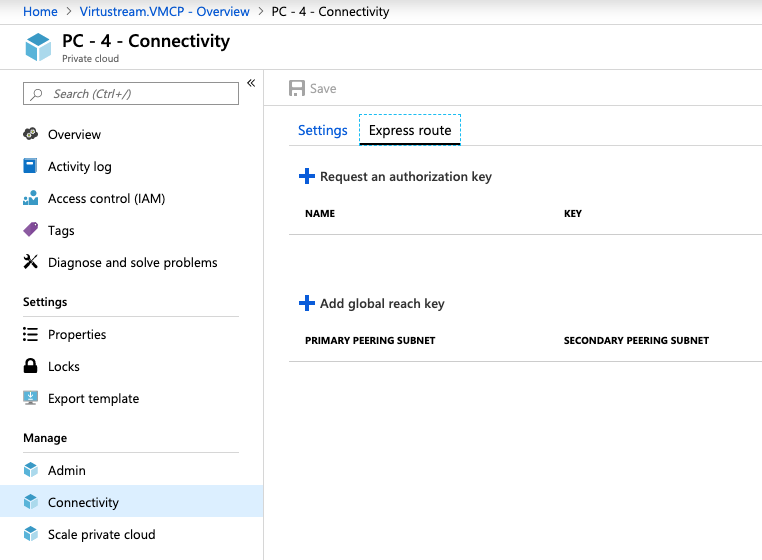 Home > Virtustream.VMCP - Overview > PC - 4 - Connectivity
PC - 4 - Connectivity
Private cloud
Search (Ctrl+/)
«
Overview
Activity log
Access control (IAM)
Tags
Diagnose and solve problems
Settings
Properties
Locks
Export template
Manage
Admin
Connectivity
Scale private cloud
Save
Settings
Express route
Request an authorization key
NAME KEY
Add global reach key
PRIMARY PEERING SUBNET SECONDARY PEERING SUBNET